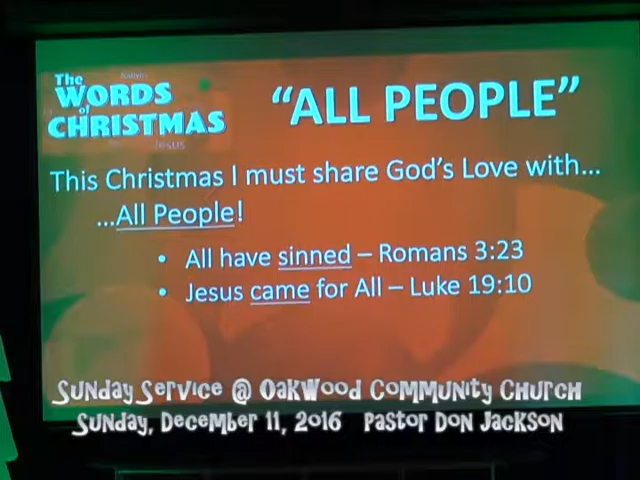 The
WORDS
of
CHRISTMAS
Jesus
"ALL PEOPLE"
This Christmas I must share God's Love with...
...All People!
• All have sinned – Romans 3:23
• Jesus came for All – Luke 19:10
Sunday Service @ Oakwood Community Church
Sunday, December 11, 2016 Pastor Don Jackson